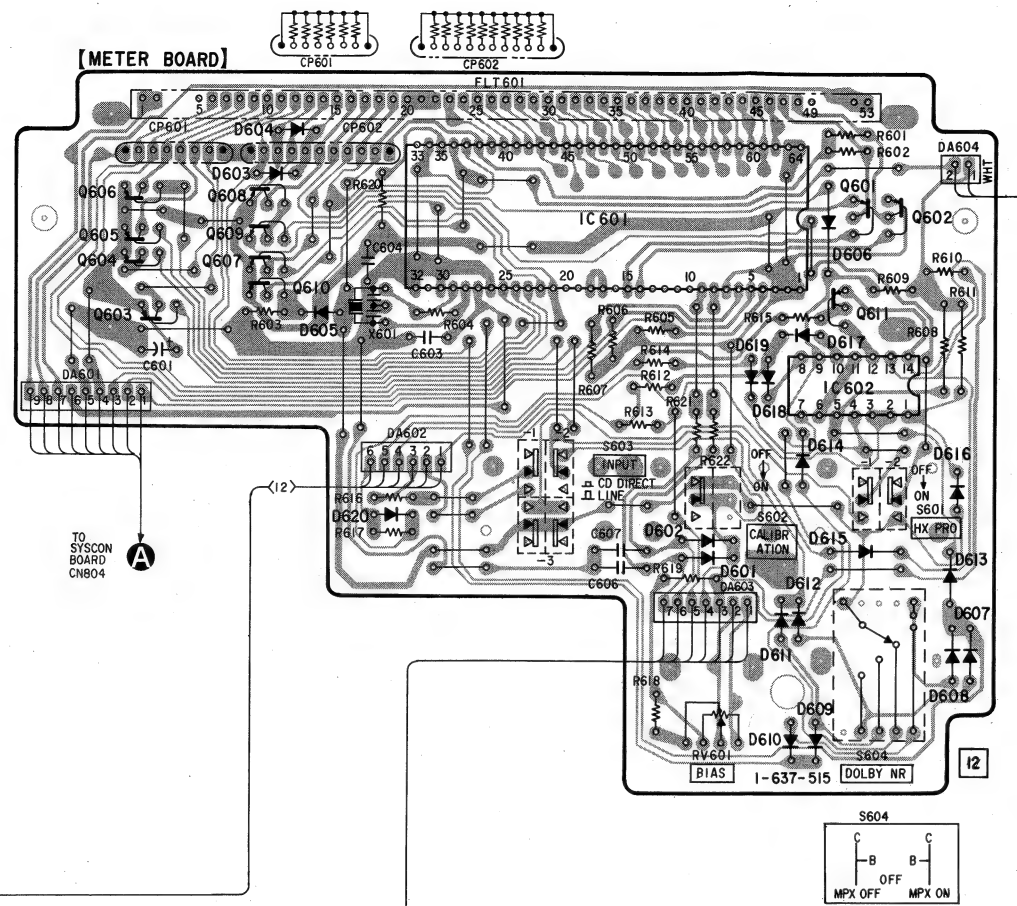 CP601
CP602
【METER BOARD】
FLT601
5 10 15 20 25 30 35 40 45 49 53
CP601
D604
CP602
R601
R602
DA604
2 1
WHT
33 35 40 45 50 55 60 64
D603
Q606
Q608
R620
IC601
Q601
Q602
Q605
Q609
C604
D606
Q604
Q607
R610
32 30 25 20 15 10 5 1
Q610
R609
R611
Q603
R603
D605
X601
R604
C603
R606
R605
R615
Q611
R608
C601
D619
D617
R614
DA601
9 8 7 6 5 4 3 2 1
R607
R612
8 9 10 11 12 13 14
IC602
R621
D618
7 6 5 4 3 2 1
R613
DA602
6 5 4 3 2 1
-1
-2
S603
INPUT
CD DIRECT
LINE
R622
OFF
ON
D614
-1
-2
OFF
ON
D616
S601
HX PRO
<12>
R616
D620
R617
-3
C607
D602
S602
CALIBR
ATION
D615
TO
SYSCON
BOARD
CN804
A
C606
R619
D601
D613
DA603
7 6 5 4 3 2 1
D612
D607
D611
R618
D608
D609
D610
RV601
BIAS
S604
1-637-515
DOLBY NR
12
S604
C C
B B
OFF
MPX OFF MPX ON